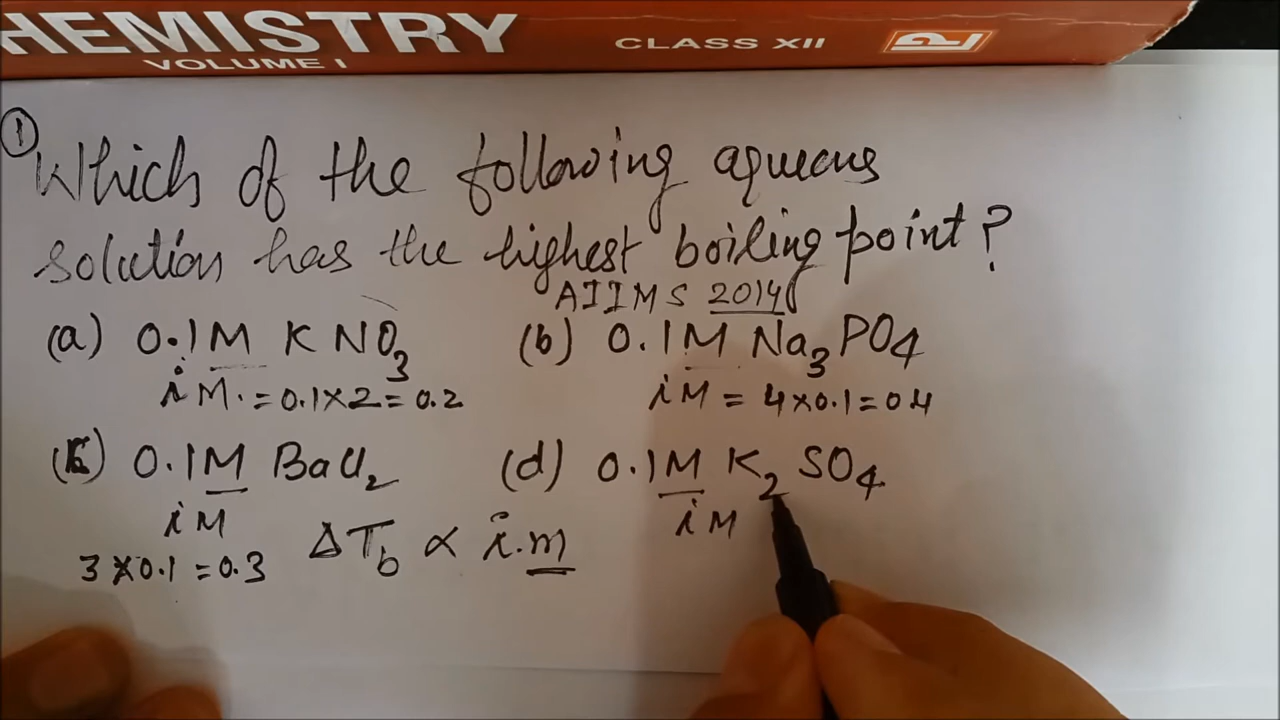 HEMISTRY CLASS XII
VOLUME I
① Which of the following aqueous
solution has the highest boiling point?
AIIMS 2014
(a) 0.1M KNO3 (b) 0.1M Na3PO4
iM. = 0.1×2=0.2 iM = 4×0.1=0.4
() 0.1M BaCl2 (d) 0.1M K2SO4
iM iM
3×0.1=0.3 ΔTb ∝ i.m